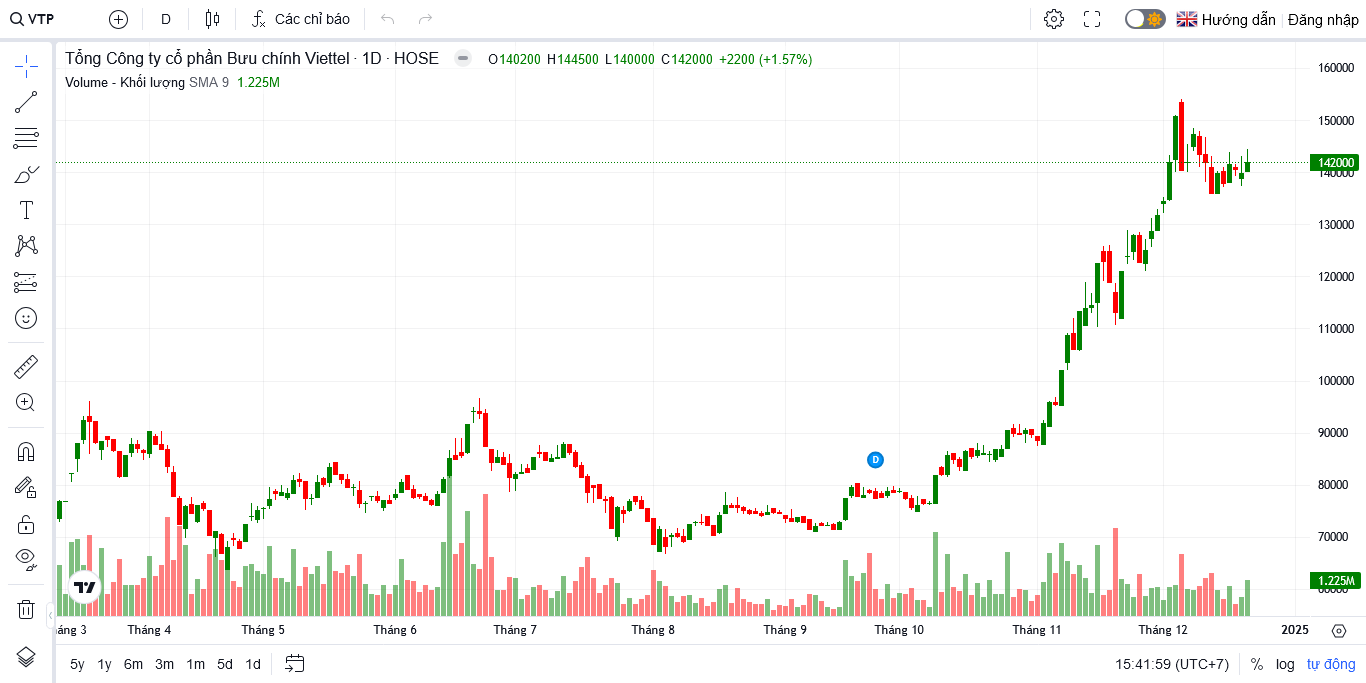 VTP D Các chỉ báo Hướng dẫn Đăng nhập
Tổng Công ty cổ phần Bưu chính Viettel · 1D · HOSE O140200 H144500 L140000 C142000 +2200 (+1.57%)
Volume - Khối lượng SMA 9 1.225M
160000
150000
142000
140000
130000
120000
110000
100000
90000
D
80000
70000
1.225M
60000
áng 3 Tháng 4 Tháng 5 Tháng 6 Tháng 7 Tháng 8 Tháng 9 Tháng 10 Tháng 11 Tháng 12 2025
5y 1y 6m 3m 1m 5d 1d 15:41:59 (UTC+7) % log tự động